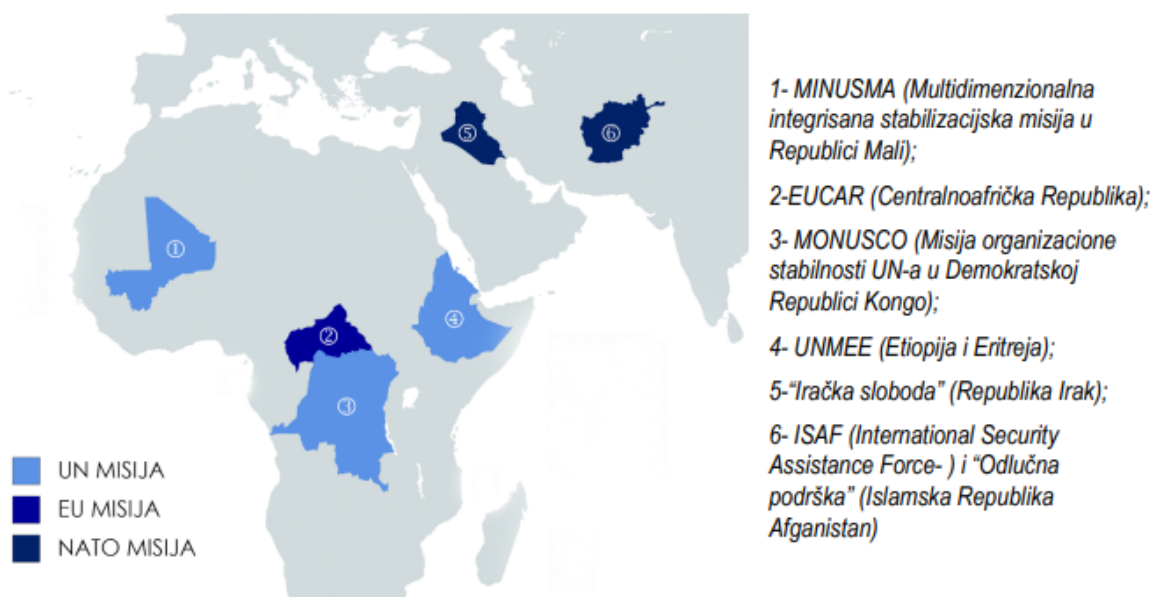 1- MINUSMA (Multidimenzionalna
integrisana stabilizacijska misija u
Republici Mali);
2-EUCAR (Centralnoafrička Republika);
3- MONUSCO (Misija organizacione
stabilnosti UN-a u Demokratskoj
Republici Kongo);
4- UNMEE (Etiopija i Eritreja);
5-“Iračka sloboda” (Republika Irak);
6- ISAF (International Security
Assistance Force- ) i “Odlučna
podrška” (Islamska Republika
Afganistan)
⑤
⑥
①
④
②
③
UN MISIJA
EU MISIJA
NATO MISIJA